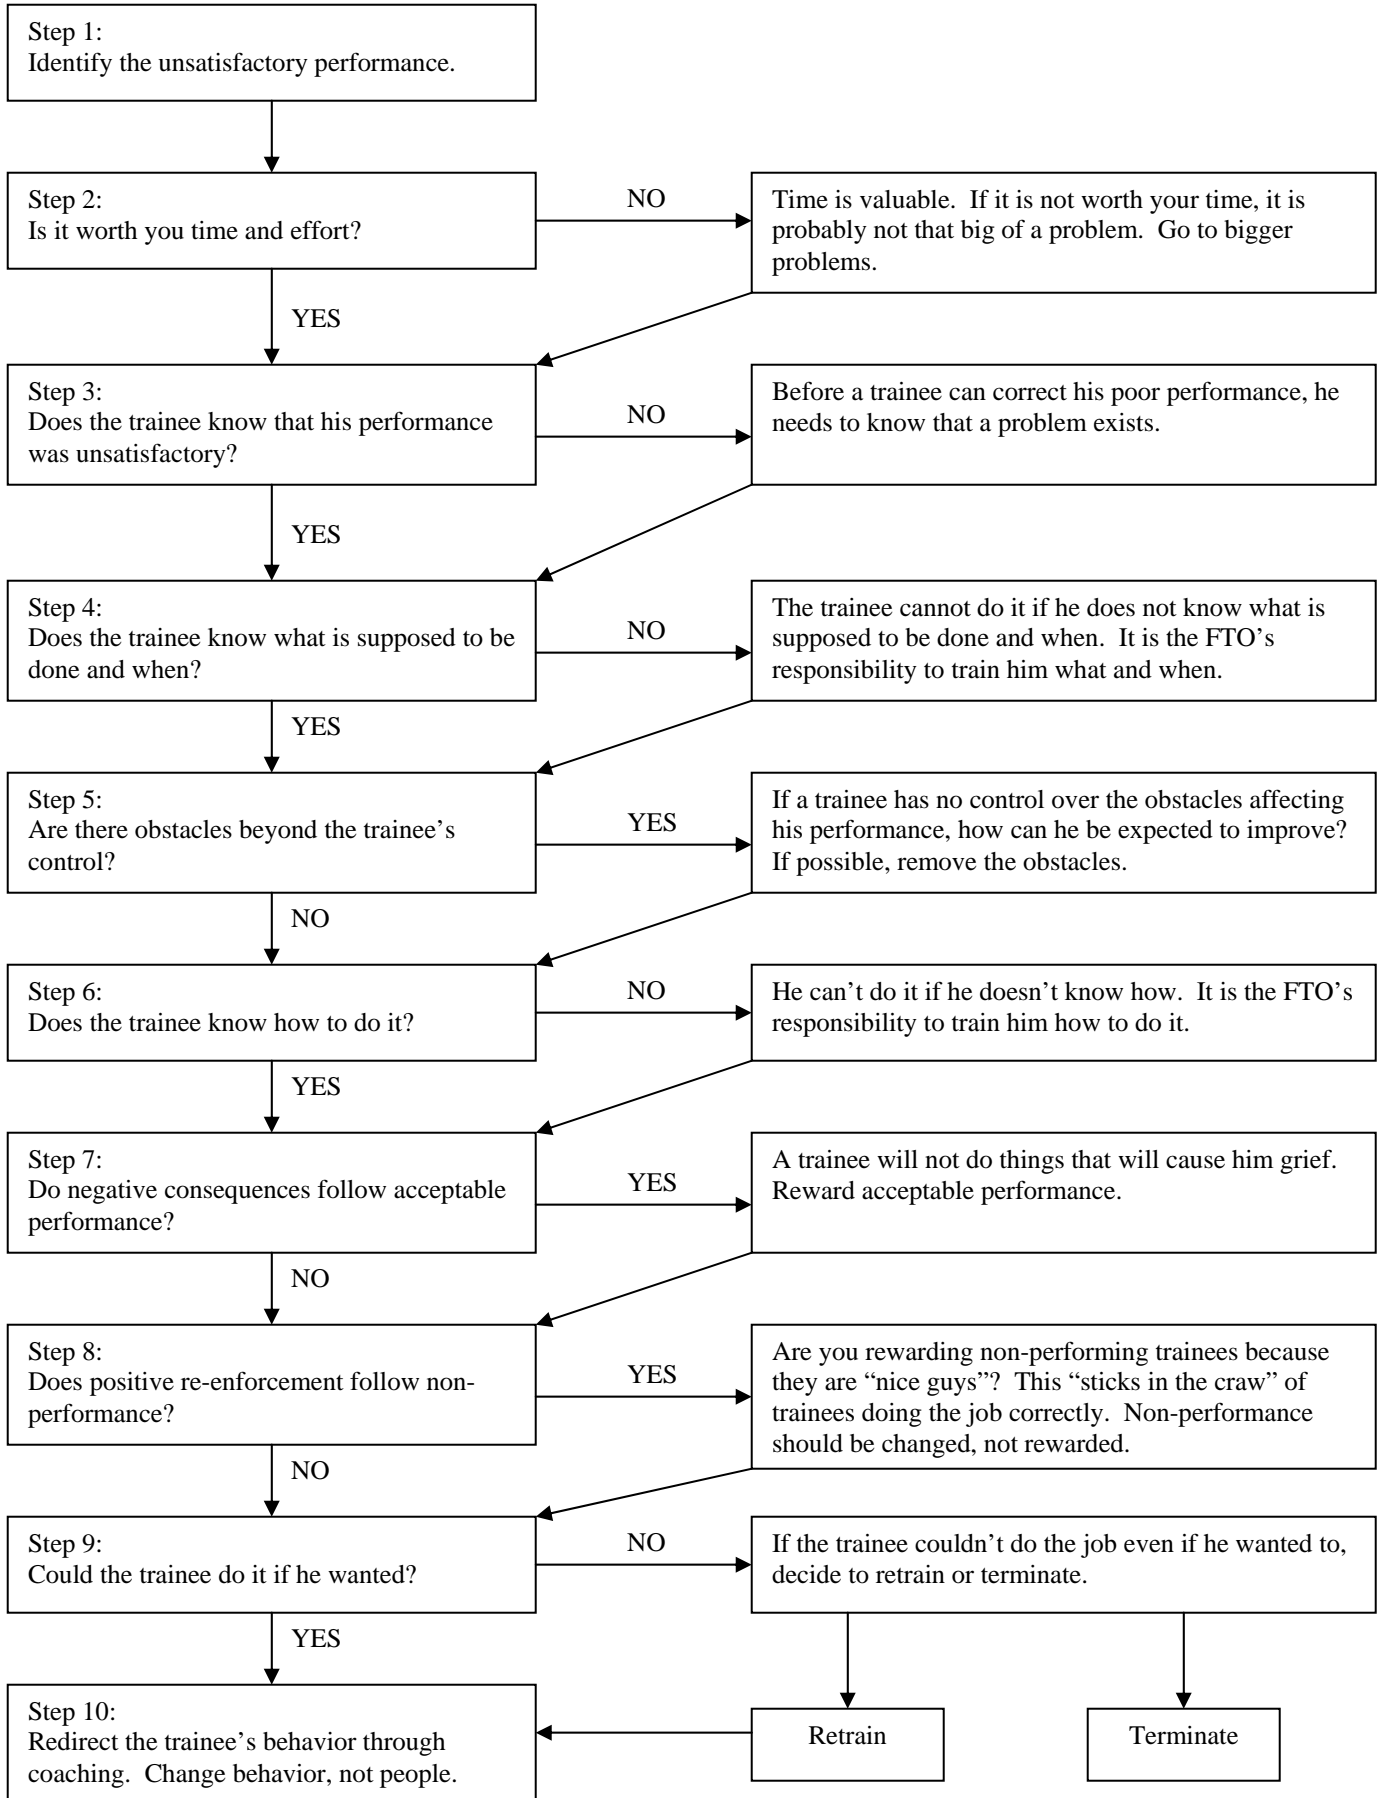 Step 1:
Identify the unsatisfactory performance.
Step 2:
Is it worth you time and effort?
NO
Time is valuable.  If it is not worth your time, it is
probably not that big of a problem.  Go to bigger
problems.
YES
Step 3:
Does the trainee know that his performance
was unsatisfactory?
NO
Before a trainee can correct his poor performance, he
needs to know that a problem exists.
YES
Step 4:
Does the trainee know what is supposed to be
done and when?
NO
The trainee cannot do it if he does not know what is
supposed to be done and when.  It is the FTO’s
responsibility to train him what and when.
YES
Step 5:
Are there obstacles beyond the trainee’s
control?
YES
If a trainee has no control over the obstacles affecting
his performance, how can he be expected to improve?
If possible, remove the obstacles.
NO
Step 6:
Does the trainee know how to do it?
NO
He can’t do it if he doesn’t know how.  It is the FTO’s
responsibility to train him how to do it.
YES
Step 7:
Do negative consequences follow acceptable
performance?
YES
A trainee will not do things that will cause him grief.
Reward acceptable performance.
NO
Step 8:
Does positive re-enforcement follow non-
performance?
YES
Are you rewarding non-performing trainees because
they are “nice guys”?  This “sticks in the craw” of
trainees doing the job correctly.  Non-performance
should be changed, not rewarded.
NO
Step 9:
Could the trainee do it if he wanted?
NO
If the trainee couldn’t do the job even if he wanted to,
decide to retrain or terminate.
YES
Step 10:
Redirect the trainee’s behavior through
coaching.  Change behavior, not people.
Retrain
Terminate